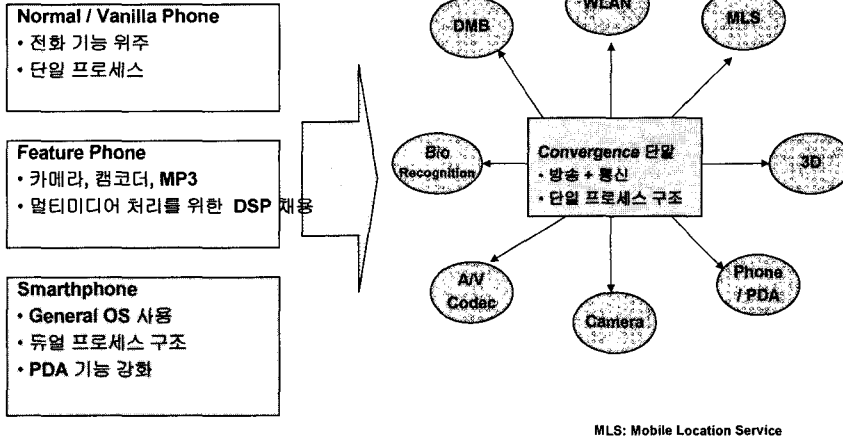 Normal / Vanilla Phone
• 전화 기능 위주
• 단일 프로세스
Feature Phone
• 카메라, 캠코더, MP3
• 멀티미디어 처리를 위한 DSP 채용
Smarthphone
• General OS 사용
• 듀얼 프로세스 구조
• PDA 기능 강화
DMB
WLAN
MLS
Bio
Recognition
Convergence 단말
• 방송 + 통신
• 단일 프로세스 구조
3D
A/V
Codec
Camera
Phone
/ PDA
MLS: Mobile Location Service